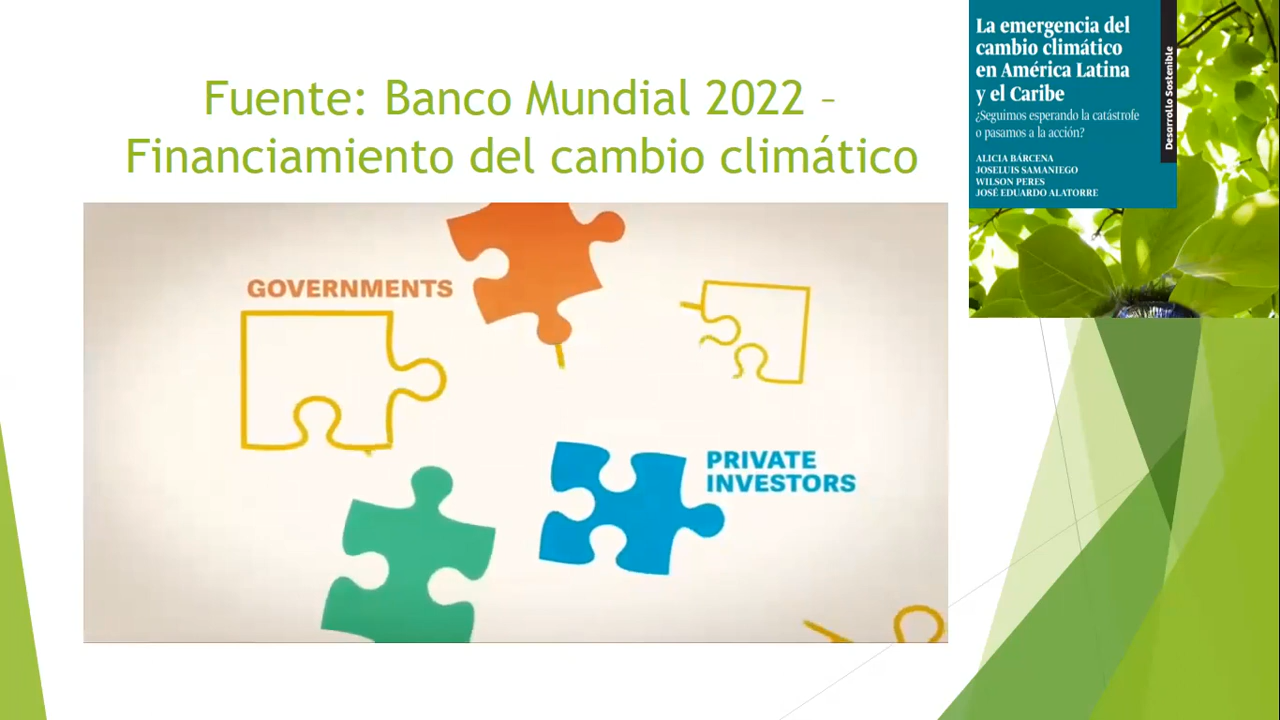 Fuente: Banco Mundial 2022 –
Financiamiento del cambio climático
GOVERNMENTS
PRIVATE
INVESTORS
La emergencia del
cambio climático
en América Latina
y el Caribe
¿Seguimos esperando la catástrofe
o pasamos a la acción?
ALICIA BÁRCENA
JOSELUIS SAMANIEGO
WILSON PERES
JOSÉ EDUARDO ALATORRE
Desarrollo Sostenible